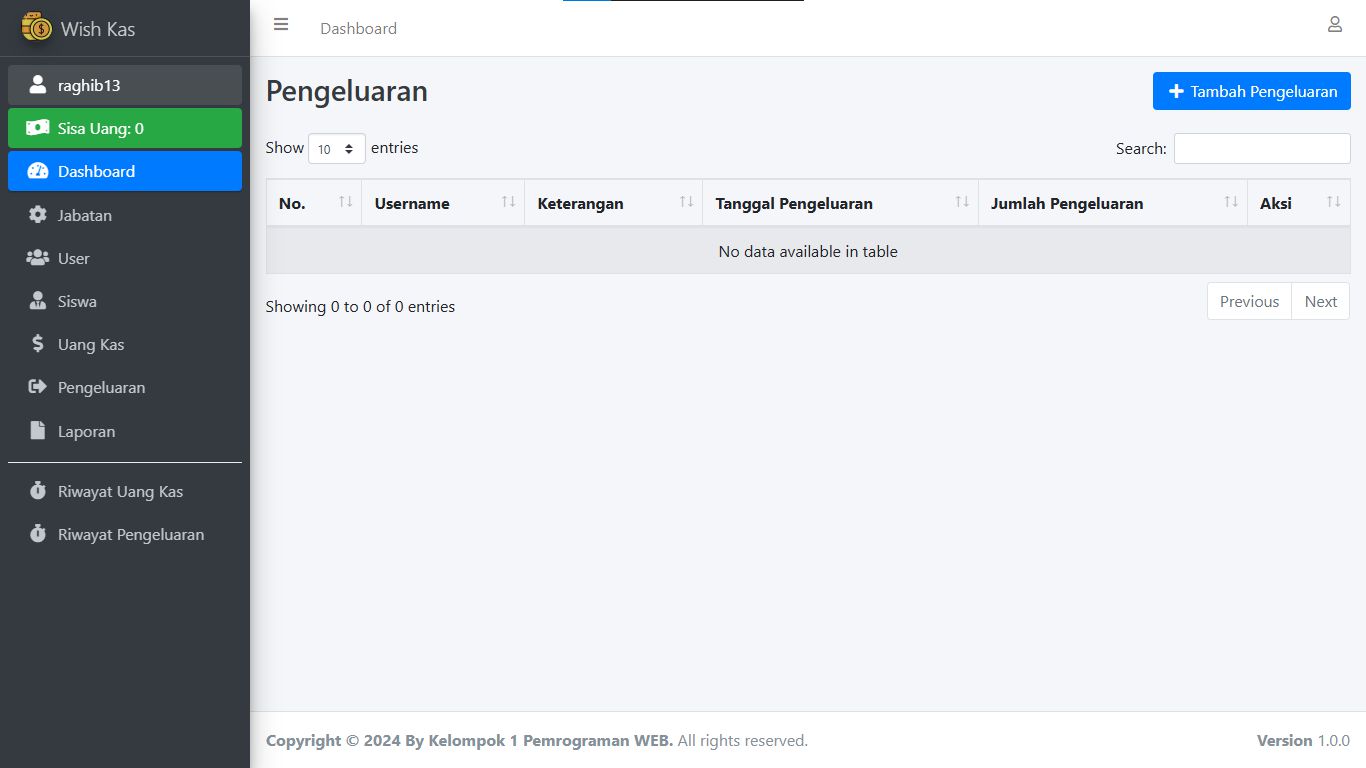 Wish Kas
raghib13
Sisa Uang: 0
Dashboard
Jabatan
User
Siswa
Uang Kas
Pengeluaran
Laporan
Riwayat Uang Kas
Riwayat Pengeluaran
Dashboard
Pengeluaran
Tambah Pengeluaran
Show 10 entries
Search:
No. Username Keterangan Tanggal Pengeluaran Jumlah Pengeluaran Aksi
No data available in table
Showing 0 to 0 of 0 entries
Previous Next
Copyright © 2024 By Kelompok 1 Pemrograman WEB. All rights reserved.
Version 1.0.0